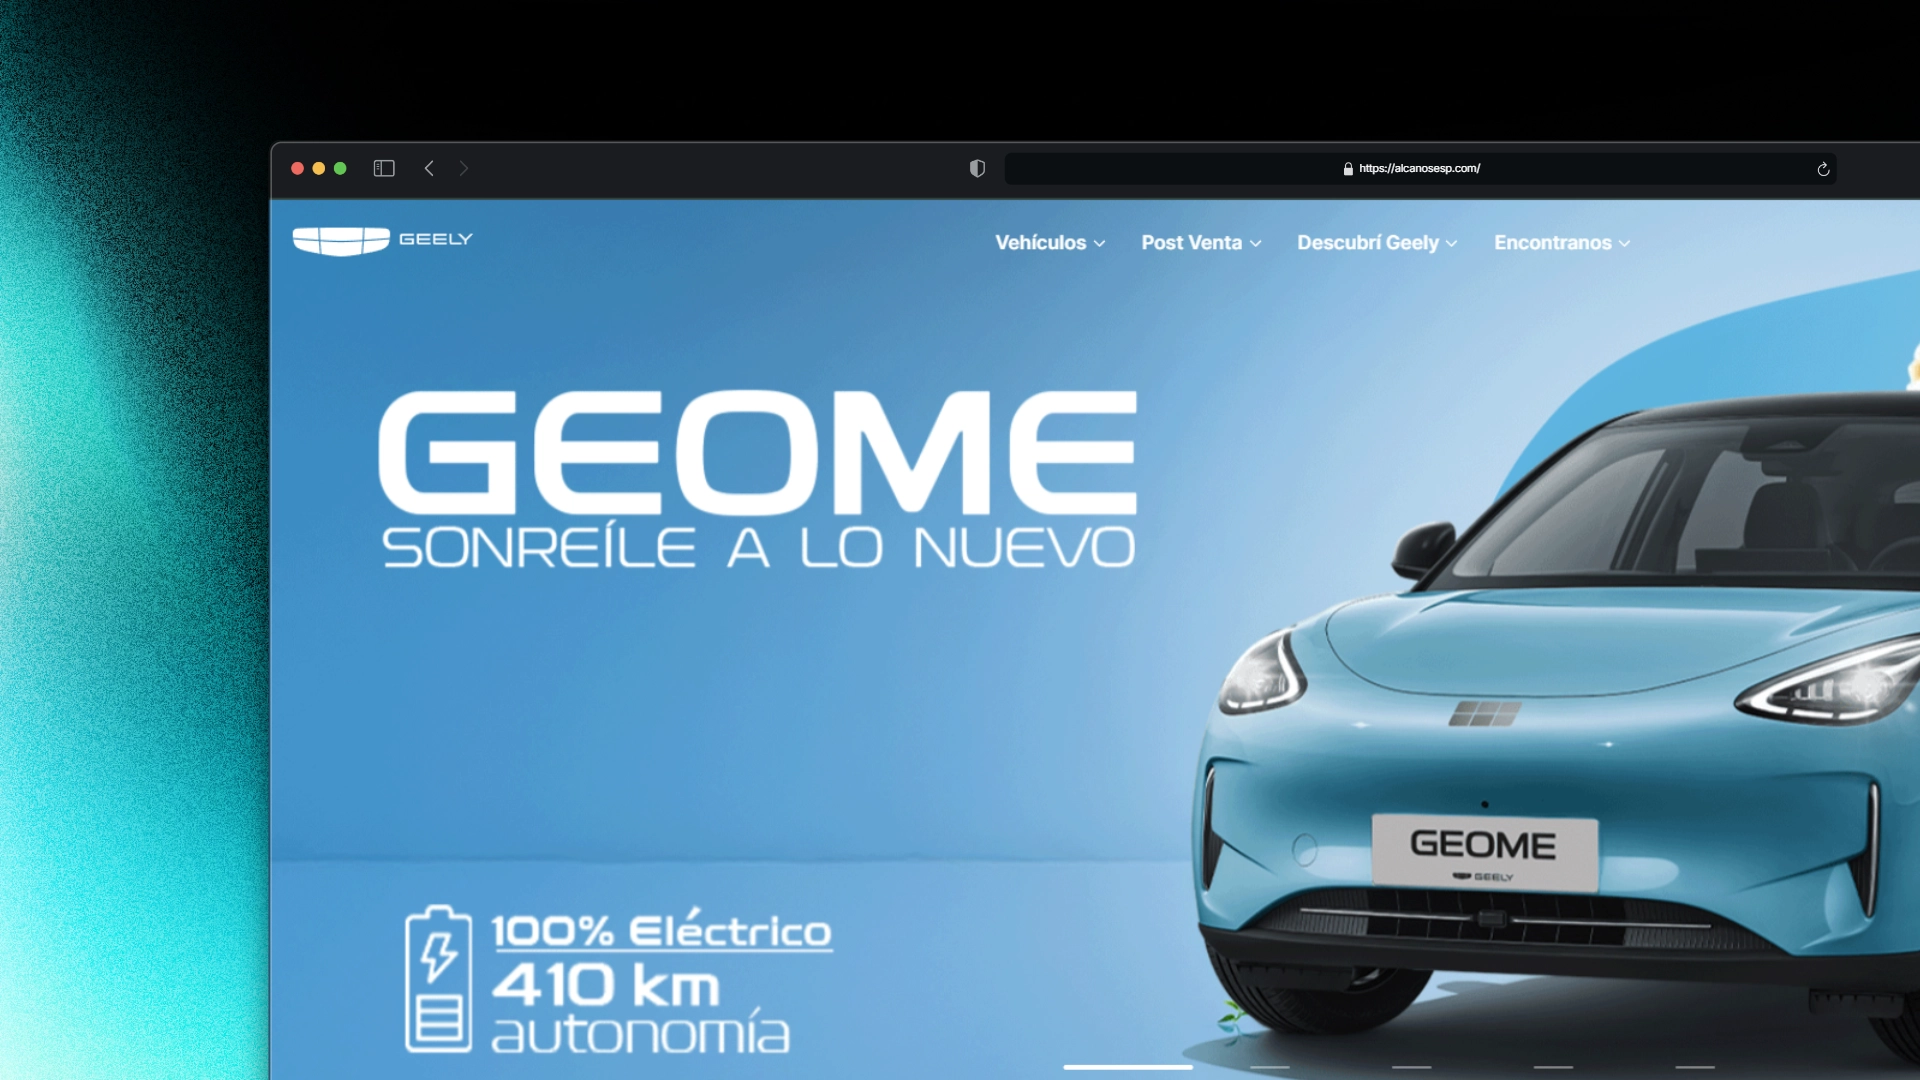 https://alcanosesp.com/
GEELY
Vehículos
Post Venta
Descubrí Geely
Encontranos
GEOME
SONREÍLE A LO NUEVO
GEOME
GEELY
100% Eléctrico
410 km
autonomía